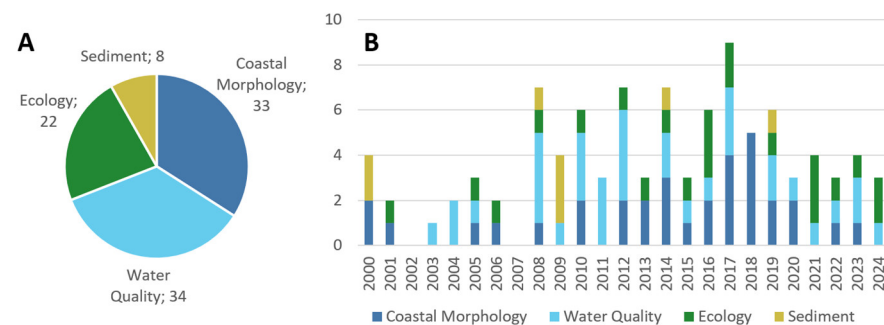 A
Sediment; 8
Coastal
Morphology;
33
Ecology;
22
Water
Quality; 34
B
10
8
6
4
2
0
2000
2001
2002
2003
2004
2005
2006
2007
2008
2009
2010
2011
2012
2013
2014
2015
2016
2017
2018
2019
2020
2021
2022
2023
2024
Coastal Morphology
Water Quality
Ecology
Sediment